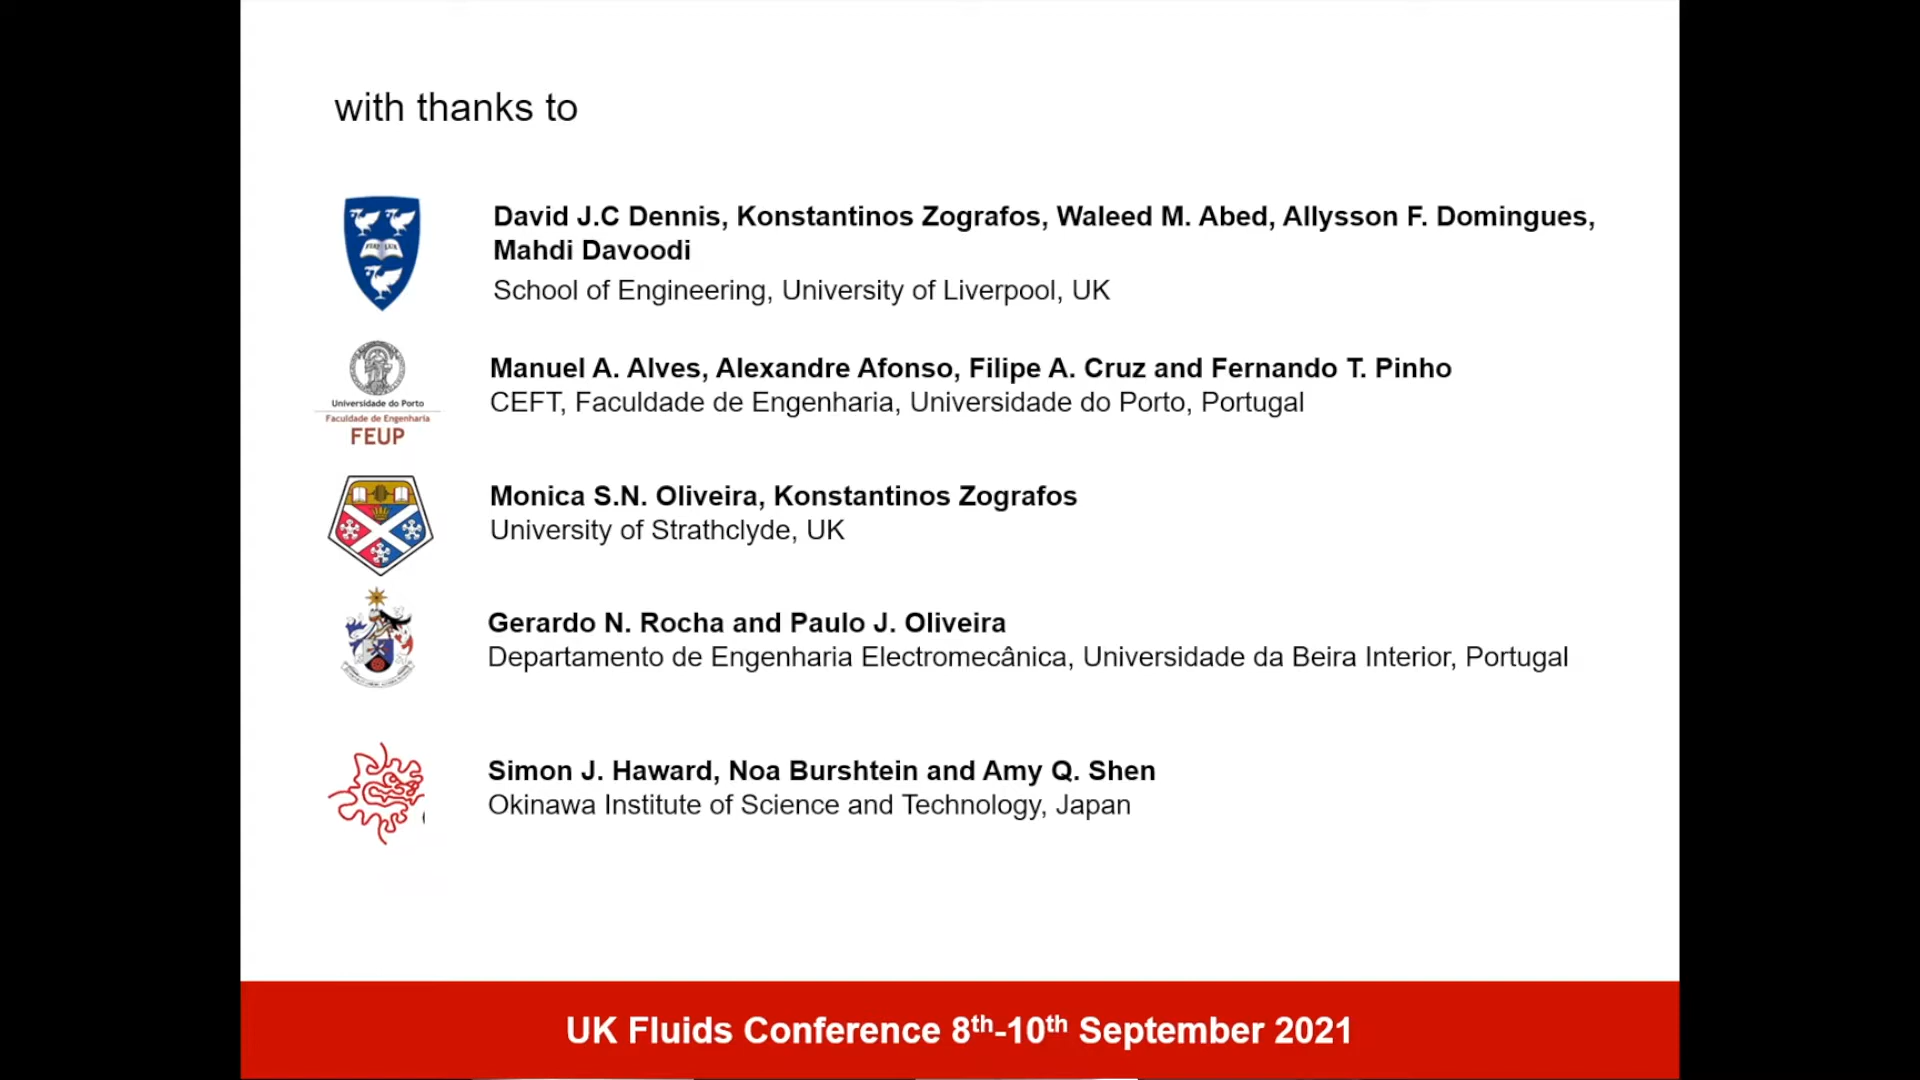 with thanks to
FIAT LUX
David J.C Dennis, Konstantinos Zografos, Waleed M. Abed, Allysson F. Domingues,
Mahdi Davoodi
School of Engineering, University of Liverpool, UK
Universidade do Porto
Faculdade de Engenharia
FEUP
Manuel A. Alves, Alexandre Afonso, Filipe A. Cruz and Fernando T. Pinho
CEFT, Faculdade de Engenharia, Universidade do Porto, Portugal
Monica S.N. Oliveira, Konstantinos Zografos
University of Strathclyde, UK
Gerardo N. Rocha and Paulo J. Oliveira
Departamento de Engenharia Electromecânica, Universidade da Beira Interior, Portugal
Simon J. Haward, Noa Burshtein and Amy Q. Shen
Okinawa Institute of Science and Technology, Japan
UK Fluids Conference 8th-10th September 2021